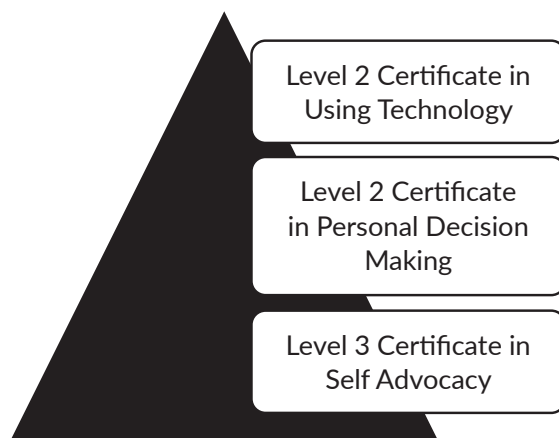 Level 2 Certificate in
Using Technology
Level 2 Certificate
in Personal Decision
Making
Level 3 Certificate in
Self Advocacy